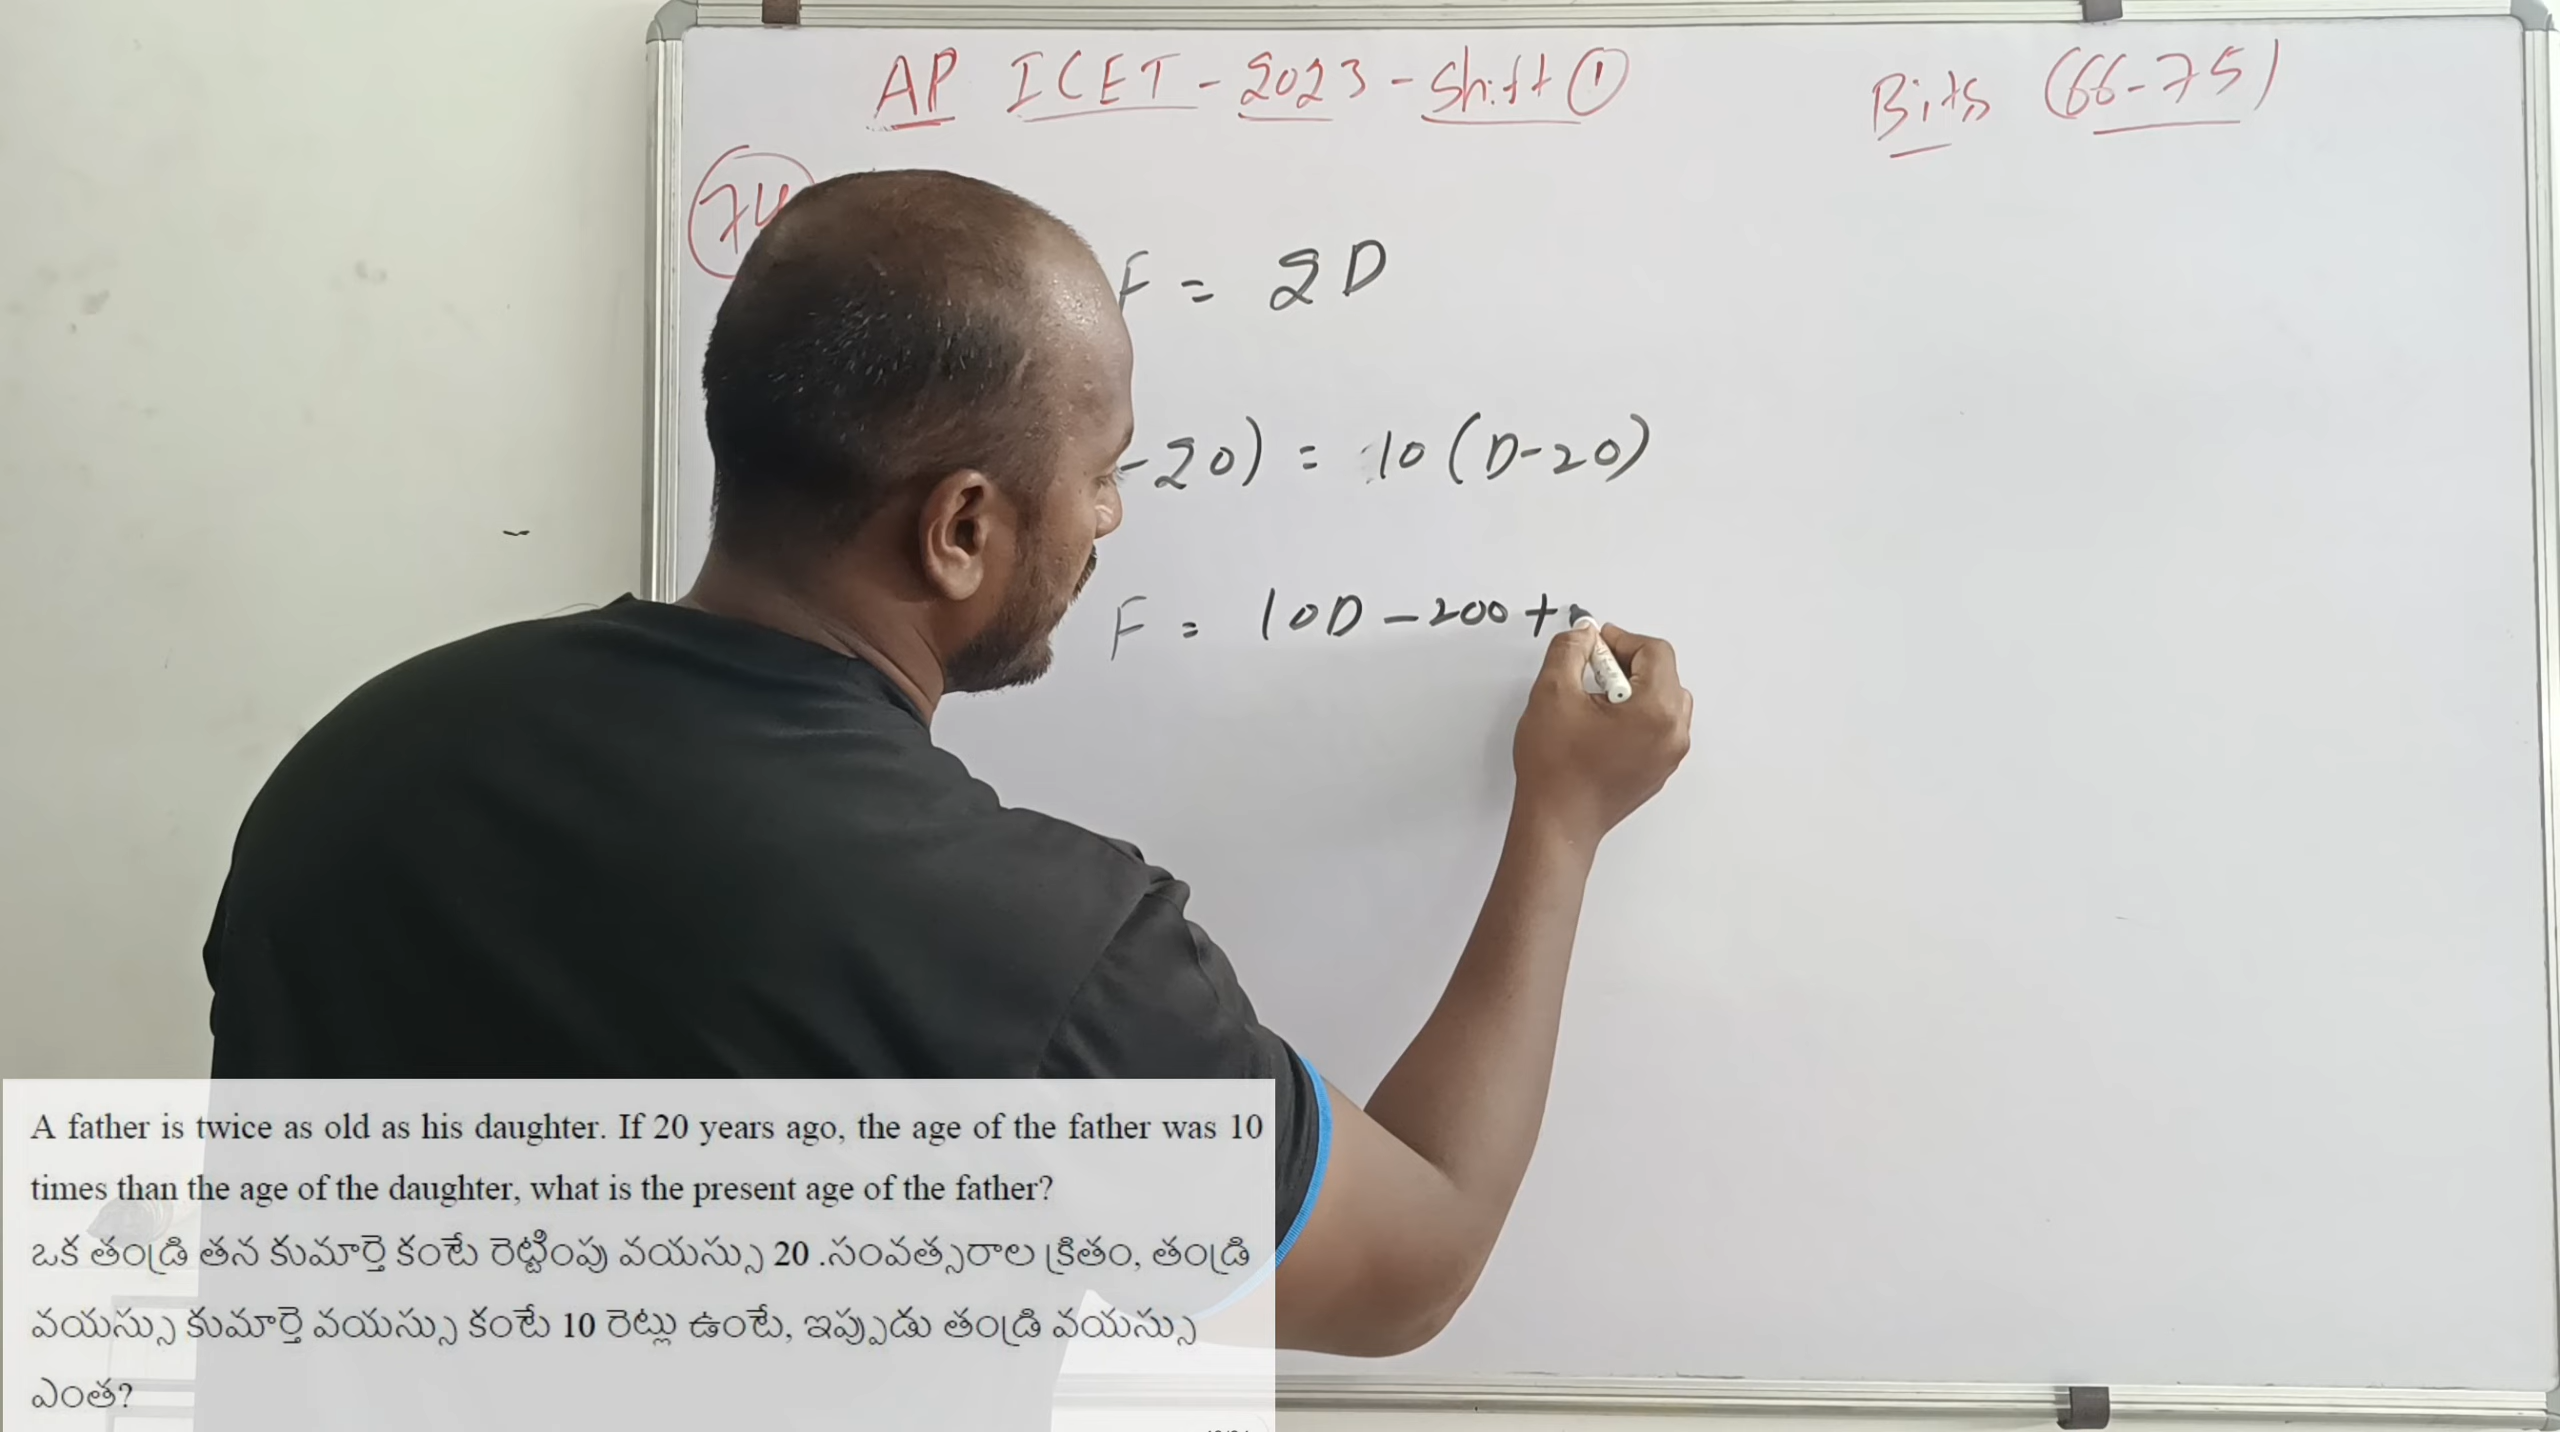 AP ICET - 2023 - Shift ①
Bits (66-75)
74
F = 2D
-20) = 10 (D-20)
F = 10D - 200 +
A father is twice as old as his daughter. If 20 years ago, the age of the father was 10
times than the age of the daughter, what is the present age of the father?
ఒక తండ్రి తన కుమార్తె కంటే రెట్టింపు వయస్సు 20 .సంవత్సరాల క్రితం, తండ్రి
వయస్సు కుమార్తె వయస్సు కంటే 10 రెట్లు ఉంటే, ఇప్పుడు తండ్రి వయస్సు
ఎంత?